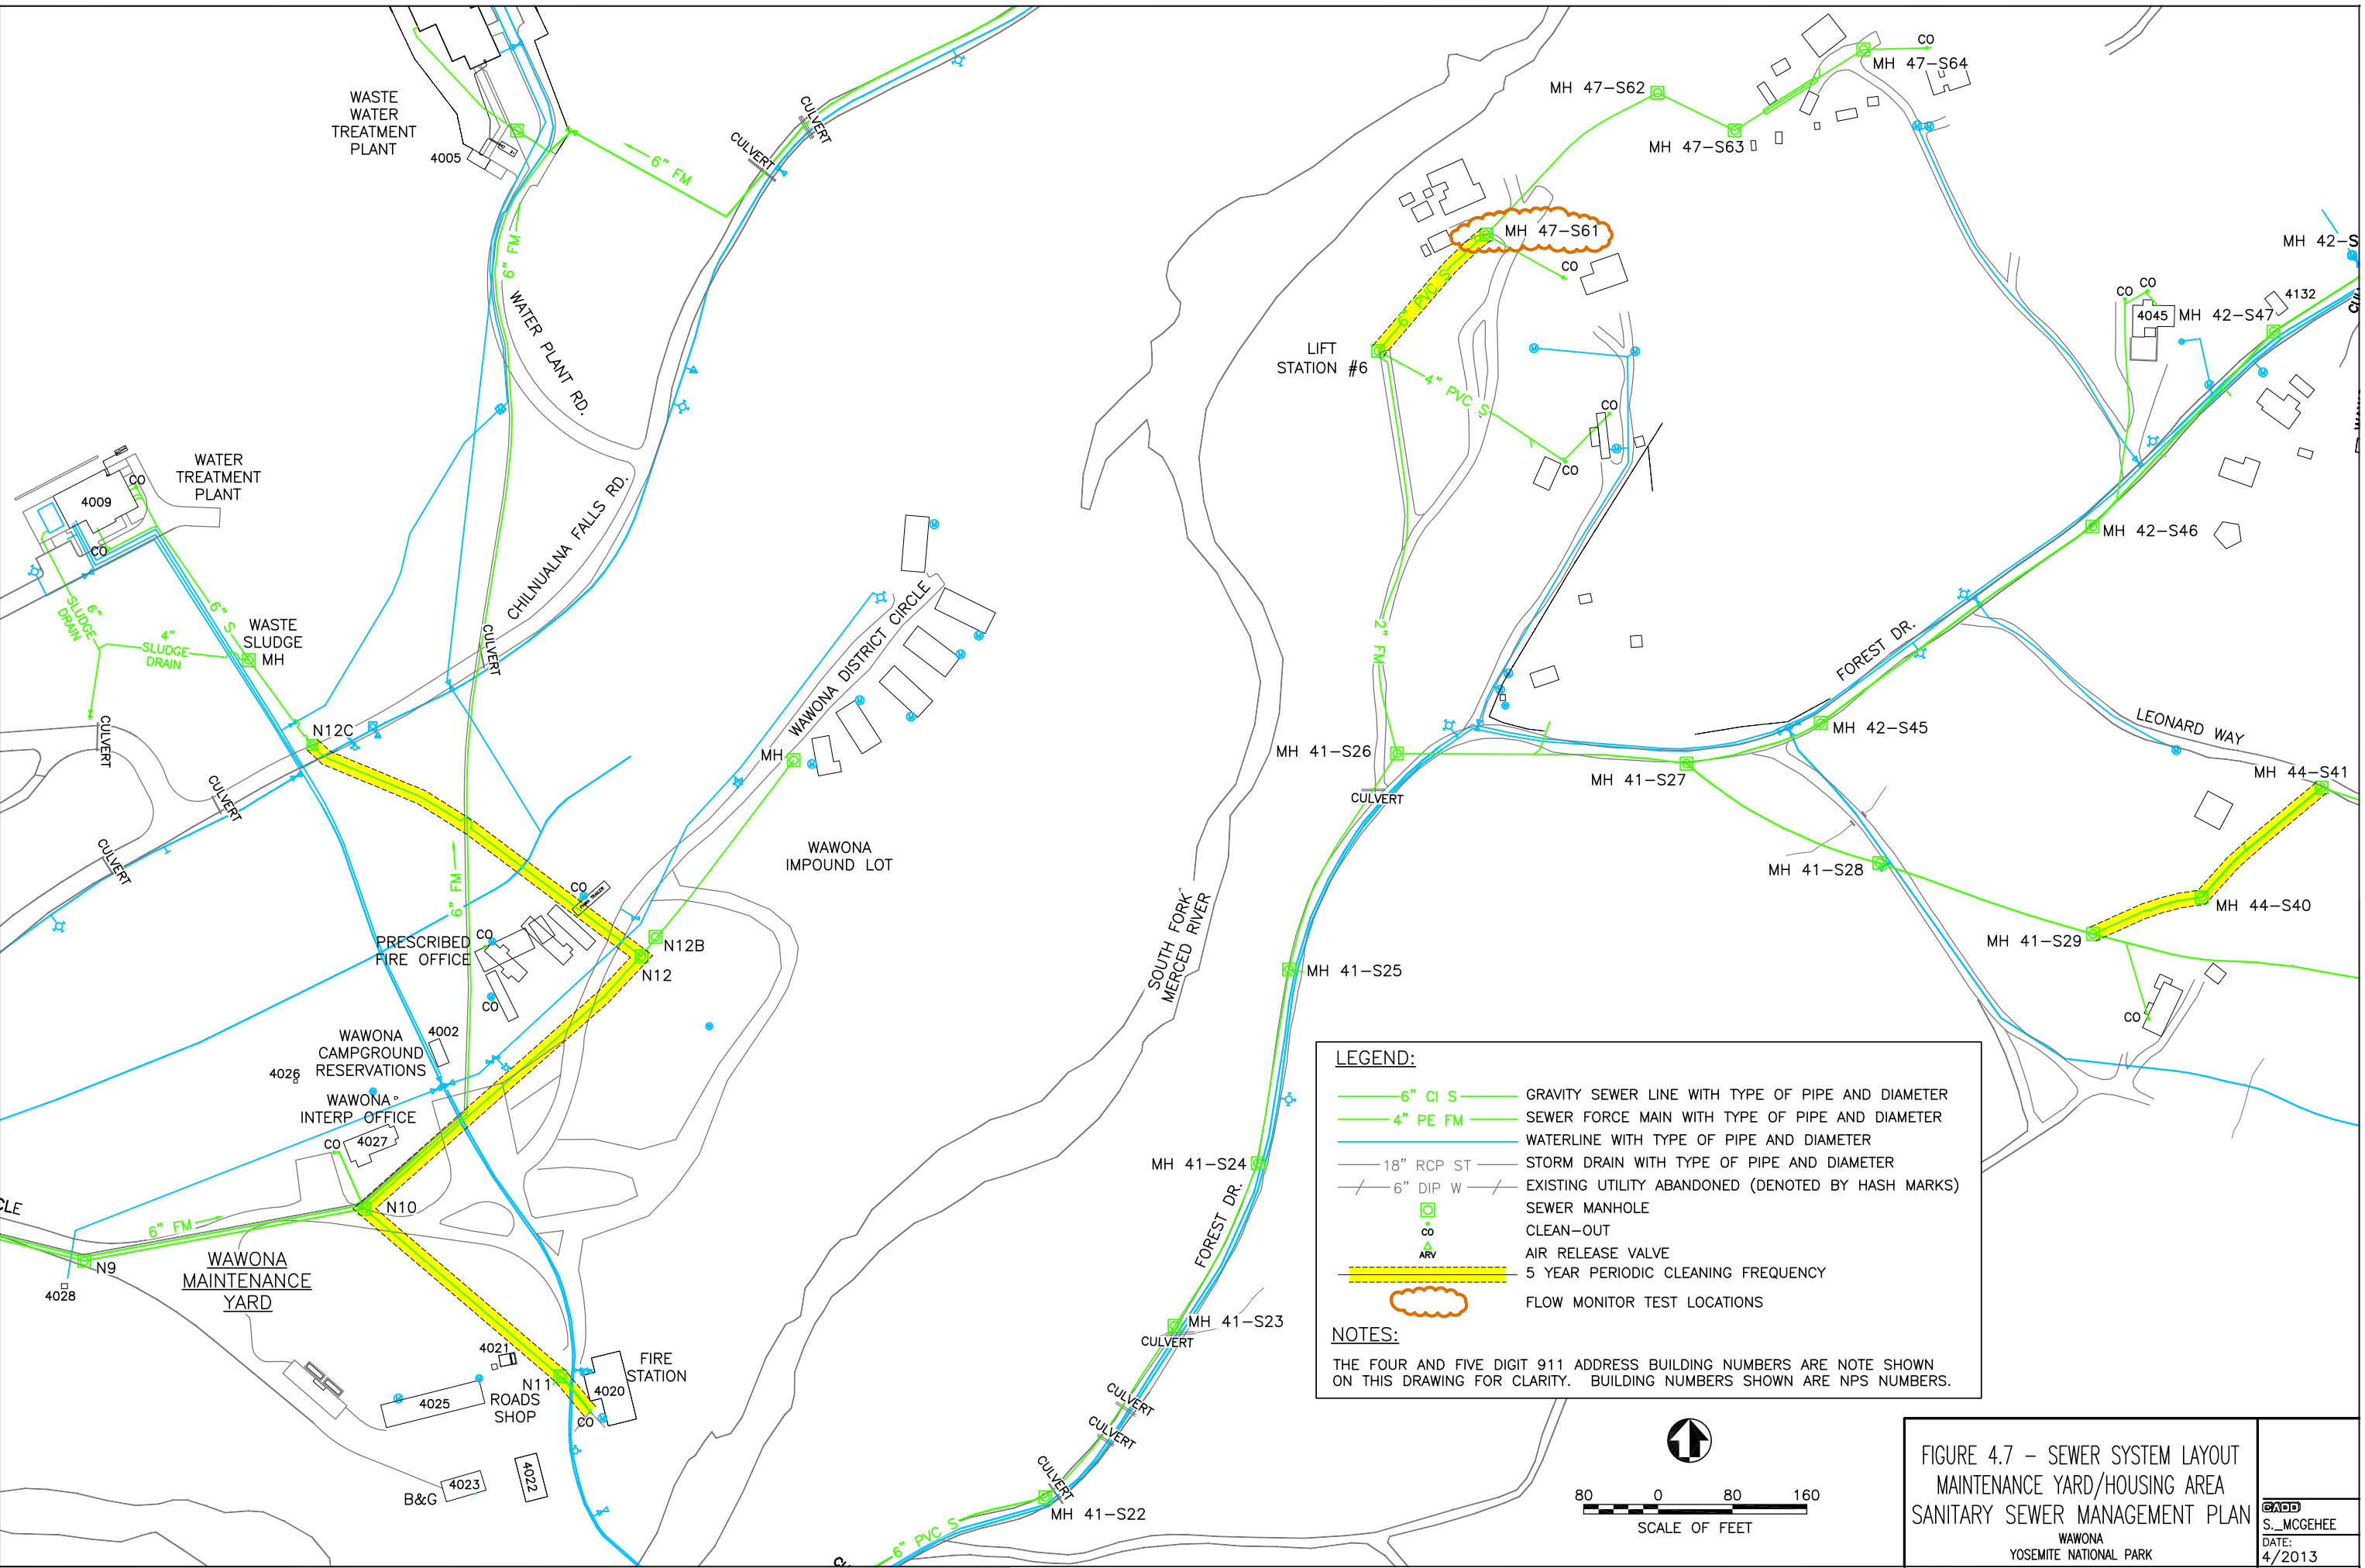 WASTE
WATER
TREATMENT
PLANT
4005
CULVERT
CULVERT
6" FM
6" FM
WATER PLANT RD.
CHILNUALNA FALLS RD.
WATER
TREATMENT
PLANT
4009
CO
CO
6"
SLUDGE
DRAIN
4"
SLUDGE
DRAIN
6" S
WASTE
SLUDGE
MH
CULVERT
N12C
CULVERT
CULVERT
CULVERT
WAWONA DISTRICT CIRCLE
MH
WAWONA
IMPOUND LOT
6" FM
CO
PRESCRIBED
FIRE OFFICE
CO
CO
N12B
N12
WAWONA
CAMPGROUND
RESERVATIONS
4002
4026
WAWONA
INTERP OFFICE
CO
4027
N10
CLE
6" FM
N9
4028
WAWONA
MAINTENANCE
YARD
4021
N11
ROADS
SHOP
4025
FIRE
STATION
4020
CO
4023
B&G
4022
MH 47-S62
MH 47-S63
MH 47-S64
CO
MH 47-S61
CO
6" PVC S
LIFT
STATION #6
4" PVC S
CO
CO
2" FM
MH 42-S
CO CO
4045
MH 42-S47
4132
MH 42-S46
FOREST DR.
MH 42-S45
LEONARD WAY
MH 44-S41
MH 41-S26
CULVERT
MH 41-S27
MH 41-S28
MH 44-S40
MH 41-S29
CO
MH 41-S25
SOUTH FORK
MERCED RIVER
MH 41-S24
FOREST DR.
MH 41-S23
CULVERT
CULVERT
CULVERT
CULVERT
MH 41-S22
6" PVC S
LEGEND:
6" CI S GRAVITY SEWER LINE WITH TYPE OF PIPE AND DIAMETER
4" PE FM SEWER FORCE MAIN WITH TYPE OF PIPE AND DIAMETER
WATERLINE WITH TYPE OF PIPE AND DIAMETER
18" RCP ST STORM DRAIN WITH TYPE OF PIPE AND DIAMETER
6" DIP W EXISTING UTILITY ABANDONED (DENOTED BY HASH MARKS)
SEWER MANHOLE
CO CLEAN-OUT
ARV AIR RELEASE VALVE
5 YEAR PERIODIC CLEANING FREQUENCY
FLOW MONITOR TEST LOCATIONS
NOTES:
THE FOUR AND FIVE DIGIT 911 ADDRESS BUILDING NUMBERS ARE NOTE SHOWN
ON THIS DRAWING FOR CLARITY. BUILDING NUMBERS SHOWN ARE NPS NUMBERS.
80 0 80 160
SCALE OF FEET
FIGURE 4.7 - SEWER SYSTEM LAYOUT
MAINTENANCE YARD/HOUSING AREA
SANITARY SEWER MANAGEMENT PLAN
WAWONA
YOSEMITE NATIONAL PARK
CADD
S._MCGEHEE
DATE:
4/2013